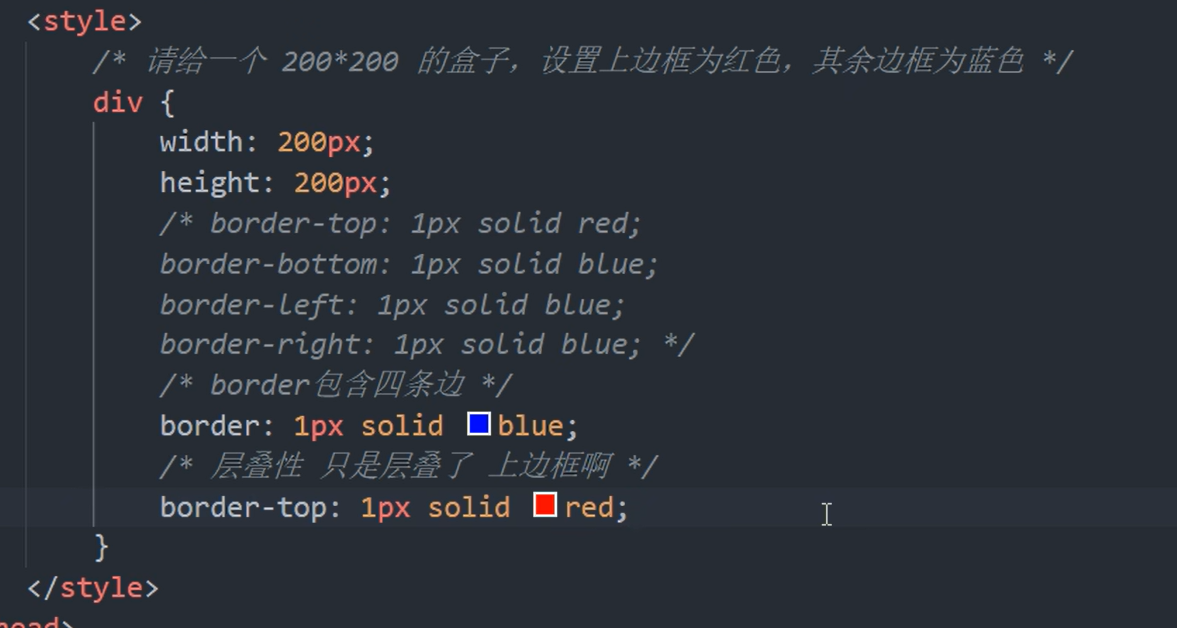 <style>
/* 请给一个 200*200 的盒子，设置上边框为红色，其余边框为蓝色 */
div {
width: 200px;
height: 200px;
/* border-top: 1px solid red;
border-bottom: 1px solid blue;
border-left: 1px solid blue;
border-right: 1px solid blue; */
/* border包含四条边 */
border: 1px solid blue;
/* 层叠性 只是层叠了 上边框啊 */
border-top: 1px solid red;
}
</style>